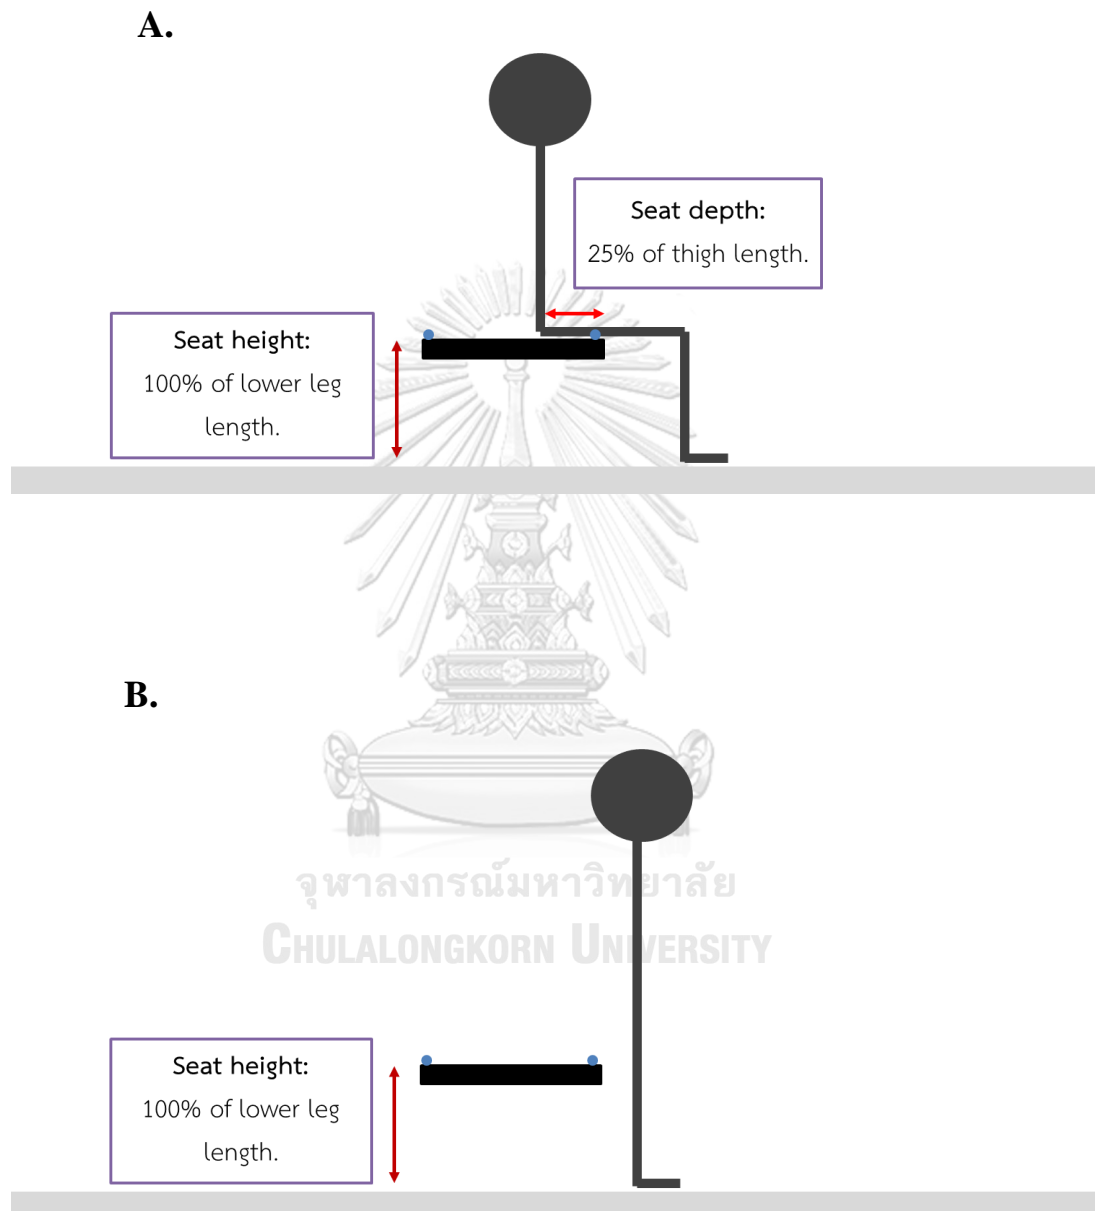 A.
Seat depth:
25% of thigh length.
Seat height:
100% of lower leg
length.
B.
จุฬาลงกรณ์มหาวิทยาลัย
CHULALONGKORN UNIVERSITY
Seat height:
100% of lower leg
length.